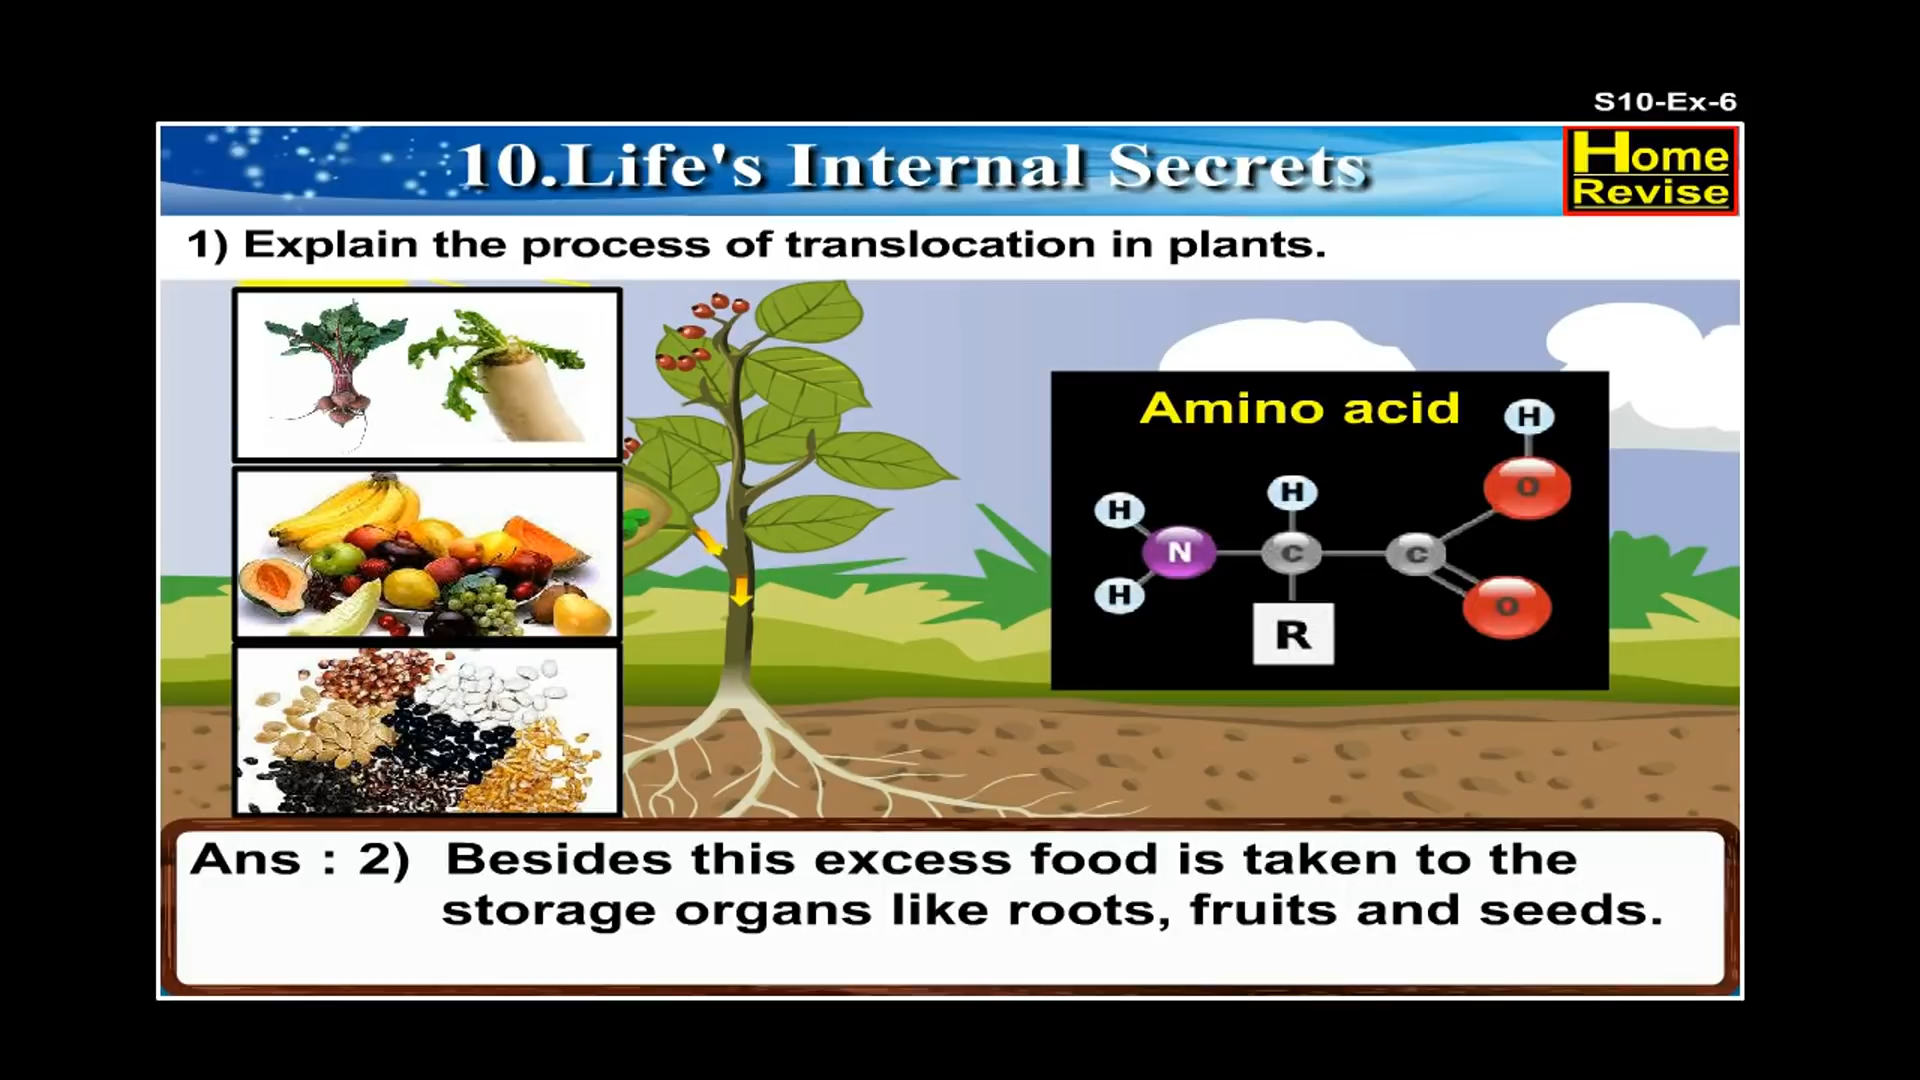 S10-Ex-6
10.Life's Internal Secrets
Home
Revise
1) Explain the process of translocation in plants.
Amino acid
H
O
H
H
N
C
C
H
O
R
Ans : 2) Besides this excess food is taken to the
storage organs like roots, fruits and seeds.